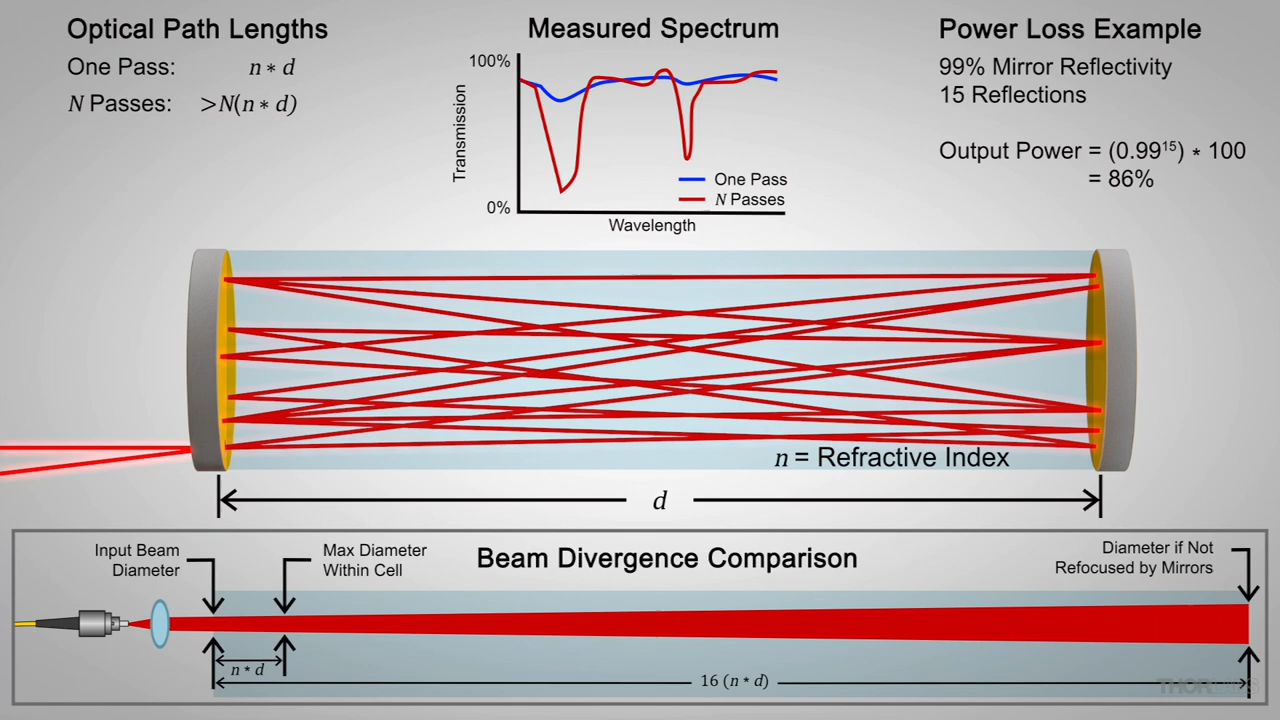 Optical Path Lengths
One Pass: n * d
N Passes: >N(n * d)
Measured Spectrum
100%
Transmission
0%
One Pass
N Passes
Wavelength
Power Loss Example
99% Mirror Reflectivity
15 Reflections
Output Power = (0.99¹⁵) * 100
= 86%
n = Refractive Index
d
Beam Divergence Comparison
Input Beam
Diameter
Max Diameter
Within Cell
Diameter if Not
Refocused by Mirrors
n * d
16 (n * d)
THORLABS